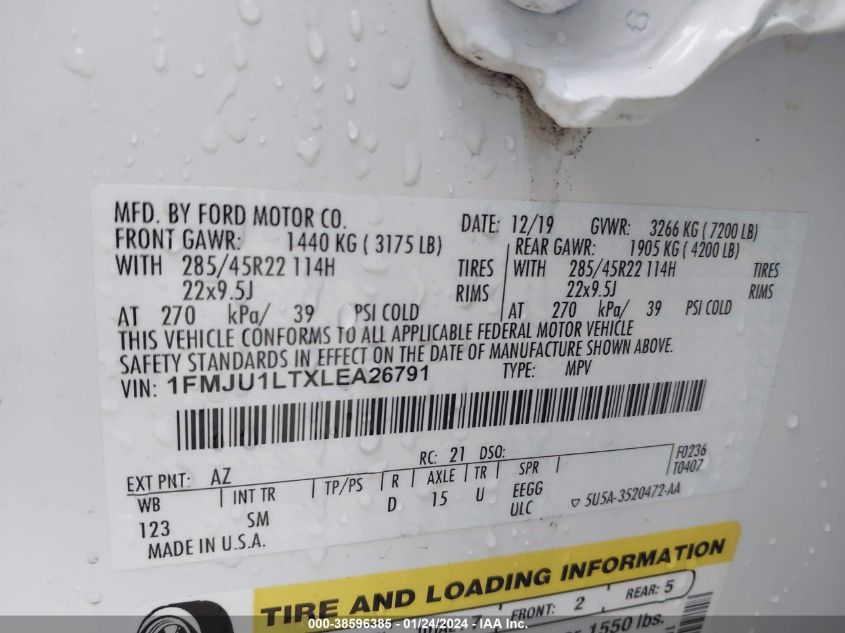 MFD. BY FORD MOTOR CO. DATE: 12/19 GVWR: 3266 KG ( 7200 LB)
FRONT GAWR: 1440 KG ( 3175 LB) REAR GAWR: 1905 KG ( 4200 LB)
WITH 285/45R22 114H TIRES WITH 285/45R22 114H TIRES
22x9.5J RIMS 22x9.5J RIMS
AT 270 kPa/ 39 PSI COLD AT 270 kPa/ 39 PSI COLD
THIS VEHICLE CONFORMS TO ALL APPLICABLE FEDERAL MOTOR VEHICLE
SAFETY STANDARDS IN EFFECT ON THE DATE OF MANUFACTURE SHOWN ABOVE.
VIN: 1FMJU1LTXLEA26791 TYPE: MPV
EXT PNT: AZ RC: 21 DSO: F0236
T0407
WB INT TR TP/PS R AXLE TR SPR
123 SM D 15 U EEGG
ULC ▽ 5U5A-3520472-AA
MADE IN U.S.A.
TIRE AND LOADING INFORMATION
FRONT: 2 REAR: 5
1550 lbs.
000-38596385 - 01/24/2024 - IAA Inc.